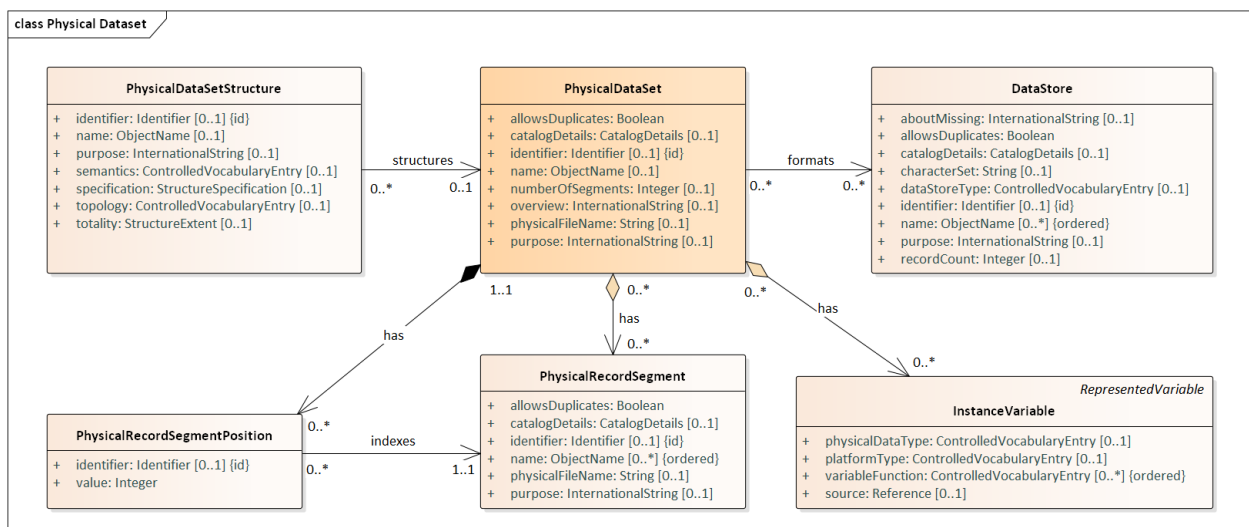 class Physical Dataset
PhysicalDataSetStructure
+ identifier: Identifier [0..1] {id}
+ name: ObjectName [0..1]
+ purpose: InternationalString [0..1]
+ semantics: ControlledVocabularyEntry [0..1]
+ specification: StructureSpecification [0..1]
+ topology: ControlledVocabularyEntry [0..1]
+ totality: StructureExtent [0..1]
structures
0..*
0..1
PhysicalDataSet
+ allowsDuplicates: Boolean
+ catalogDetails: CatalogDetails [0..1]
+ identifier: Identifier [0..1] {id}
+ name: ObjectName [0..1]
+ numberOfSegments: Integer [0..1]
+ overview: InternationalString [0..1]
+ physicalFileName: String [0..1]
+ purpose: InternationalString [0..1]
formats
0..*
0..*
DataStore
+ aboutMissing: InternationalString [0..1]
+ allowsDuplicates: Boolean
+ catalogDetails: CatalogDetails [0..1]
+ characterSet: String [0..1]
+ dataStoreType: ControlledVocabularyEntry [0..1]
+ identifier: Identifier [0..1] {id}
+ name: ObjectName [0..*] {ordered}
+ purpose: InternationalString [0..1]
+ recordCount: Integer [0..1]
1..1
has
0..*
0..*
has
0..*
0..*
has
0..*
PhysicalRecordSegmentPosition
+ identifier: Identifier [0..1] {id}
+ value: Integer
indexes
0..*
1..1
PhysicalRecordSegment
+ allowsDuplicates: Boolean
+ catalogDetails: CatalogDetails [0..1]
+ identifier: Identifier [0..1] {id}
+ name: ObjectName [0..*] {ordered}
+ physicalFileName: String [0..1]
+ purpose: InternationalString [0..1]
RepresentedVariable
InstanceVariable
+ physicalDataType: ControlledVocabularyEntry [0..1]
+ platformType: ControlledVocabularyEntry [0..1]
+ variableFunction: ControlledVocabularyEntry [0..*] {ordered}
+ source: Reference [0..1]